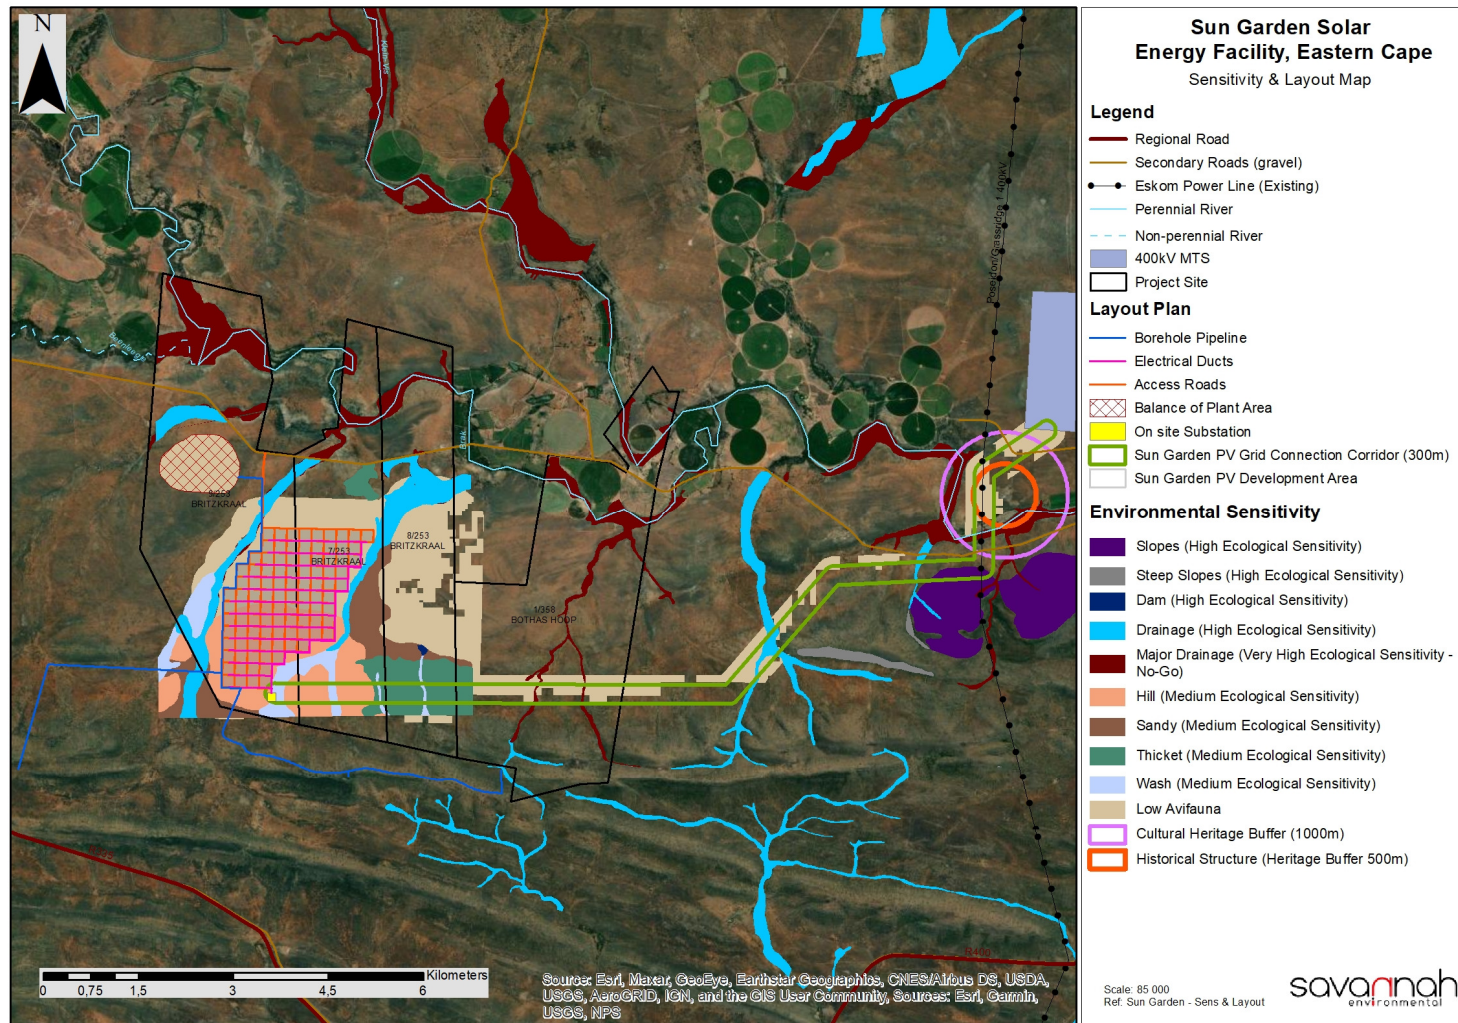 N
Sun Garden Solar
Energy Facility, Eastern Cape
Sensitivity & Layout Map
Legend
Regional Road
Secondary Roads (gravel)
Eskom Power Line (Existing)
Perennial River
Non-perennial River
400kV MTS
Project Site
Layout Plan
Borehole Pipeline
Electrical Ducts
Access Roads
Balance of Plant Area
On site Substation
Sun Garden PV Grid Connection Corridor (300m)
Sun Garden PV Development Area
Environmental Sensitivity
Slopes (High Ecological Sensitivity)
Steep Slopes (High Ecological Sensitivity)
Dam (High Ecological Sensitivity)
Drainage (High Ecological Sensitivity)
Major Drainage (Very High Ecological Sensitivity -
No-Go)
Hill (Medium Ecological Sensitivity)
Sandy (Medium Ecological Sensitivity)
Thicket (Medium Ecological Sensitivity)
Wash (Medium Ecological Sensitivity)
Low Avifauna
Cultural Heritage Buffer (1000m)
Historical Structure (Heritage Buffer 500m)
Scale: 85 000
Ref: Sun Garden - Sens & Layout
savannah
environmental
Poseidon/Grassridge 1 400kV
9/253
BRITZKRAAL
7/253
BRITZKRAAL
8/253
BRITZKRAAL
1/358
BOTHAS HOOP
Brak
R400
Kilometers
0 0,75 1,5 3 4,5 6
Source: Esri, Maxar, GeoEye, Earthstar Geographics, CNES/Airbus DS, USDA,
USGS, AeroGRID, IGN, and the GIS User Community, Sources: Esri, Garmin,
USGS, NPS